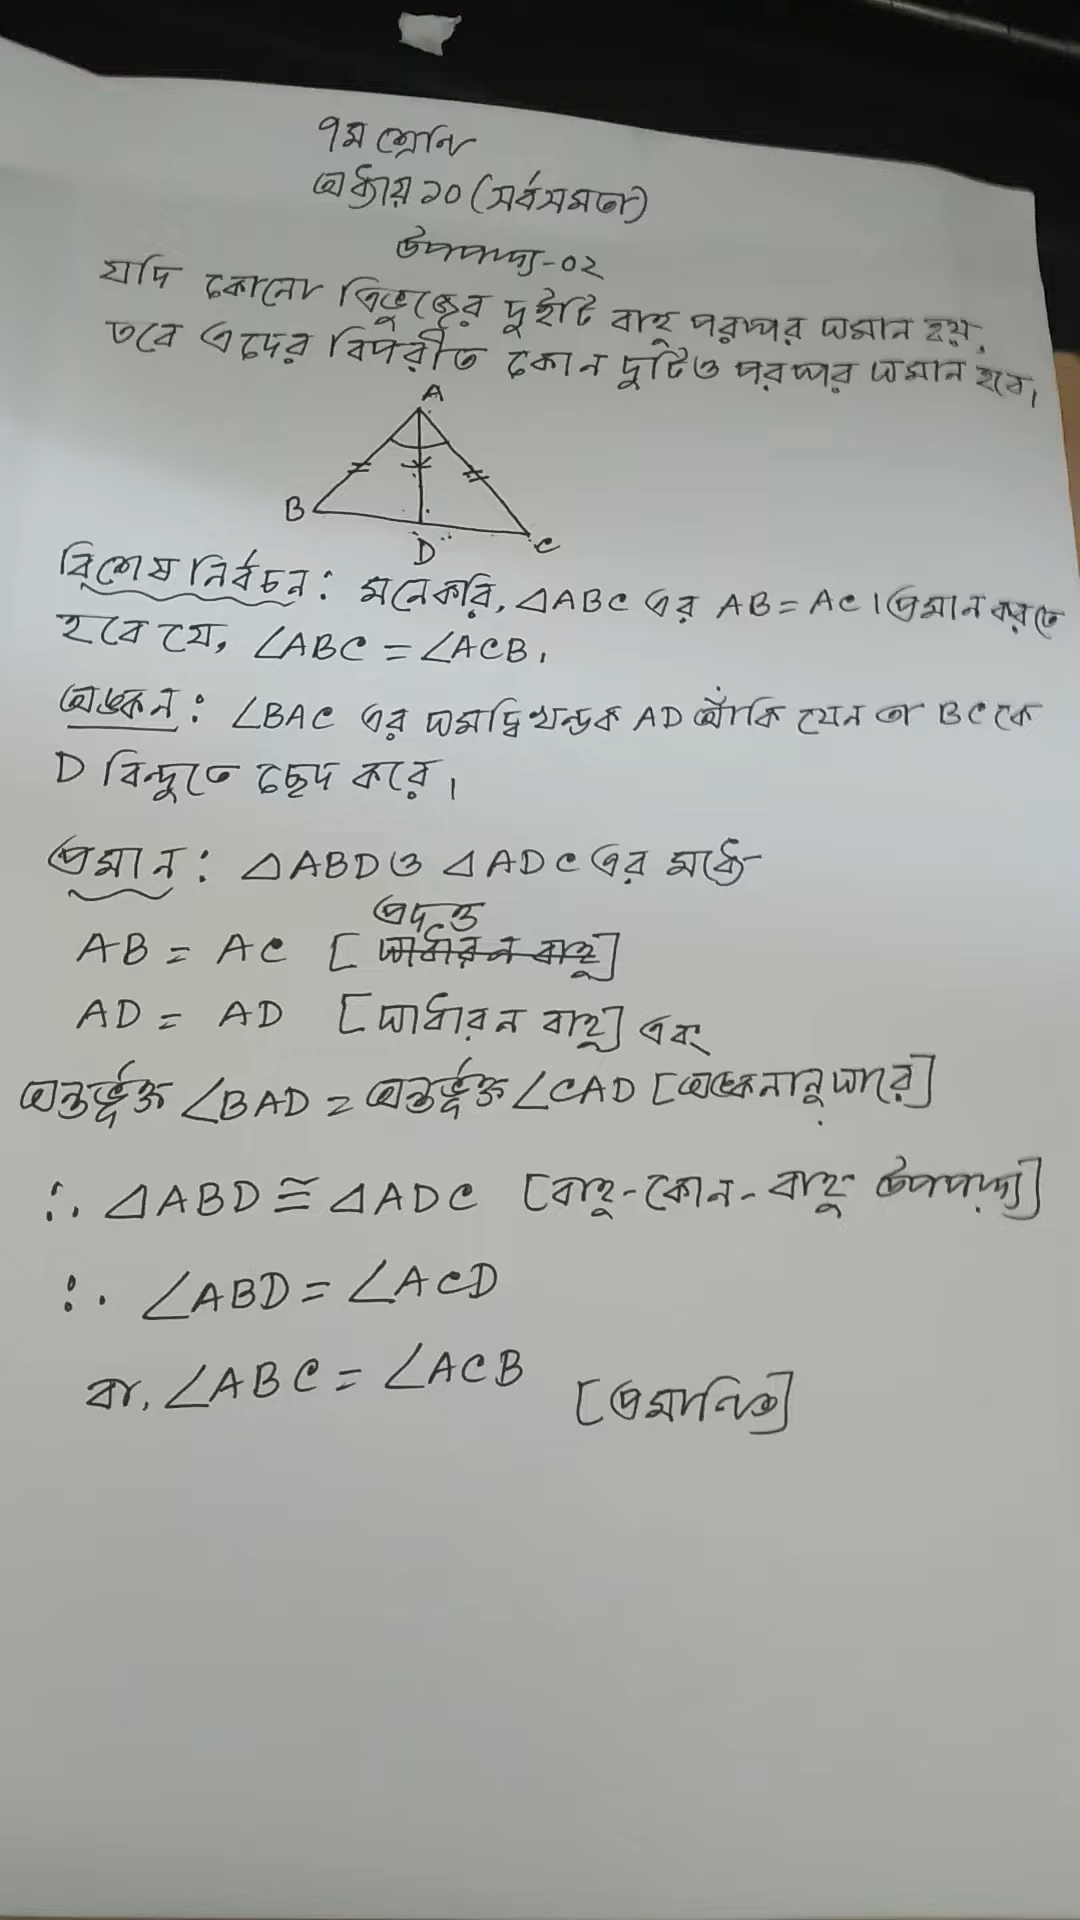 ৭ম শ্রেনি
অধ্যায় ১০ (সর্বসমতা)
উপপাদ্য-০২
যদি কোনো ত্রিভুজের দুইটি বাহু পরস্পর সমান হয়,
তবে এদের বিপরীত কোন দুটিও পরস্পর সমান হবে।
A
B
D
C
বিশেষ নির্বচন: মনেকরি, △ABC এর AB = AC । প্রমান করতে
হবে যে, ∠ABC = ∠ACB,
অঙ্কন: ∠BAC এর সমদ্বিখন্ডক AD আঁকি যেন তা BC কে
D বিন্দুতে ছেদ করে।
প্রমান: △ABD ও △ADC এর মধ্যে
প্রদত্ত
AB = AC [সাধারন বাহু]
AD = AD [সাধারন বাহু] এবং
অন্তর্ভুক্ত ∠BAD = অন্তর্ভুক্ত ∠CAD [অঙ্কনানুসারে]
∴ △ABD ≅ △ADC [বাহু-কোন-বাহু উপপাদ্য]
∴ ∠ABD = ∠ACD
বা, ∠ABC = ∠ACB [প্রমানিত]